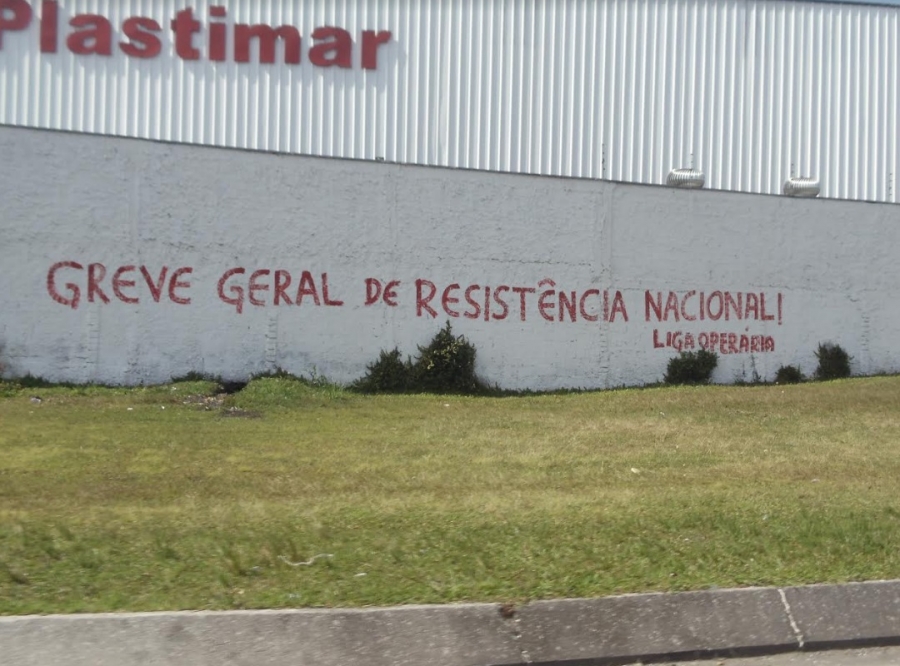 Plastimar
GREVE GERAL DE RESISTÊNCIA NACIONAL!
LIGA OPERÁRIA